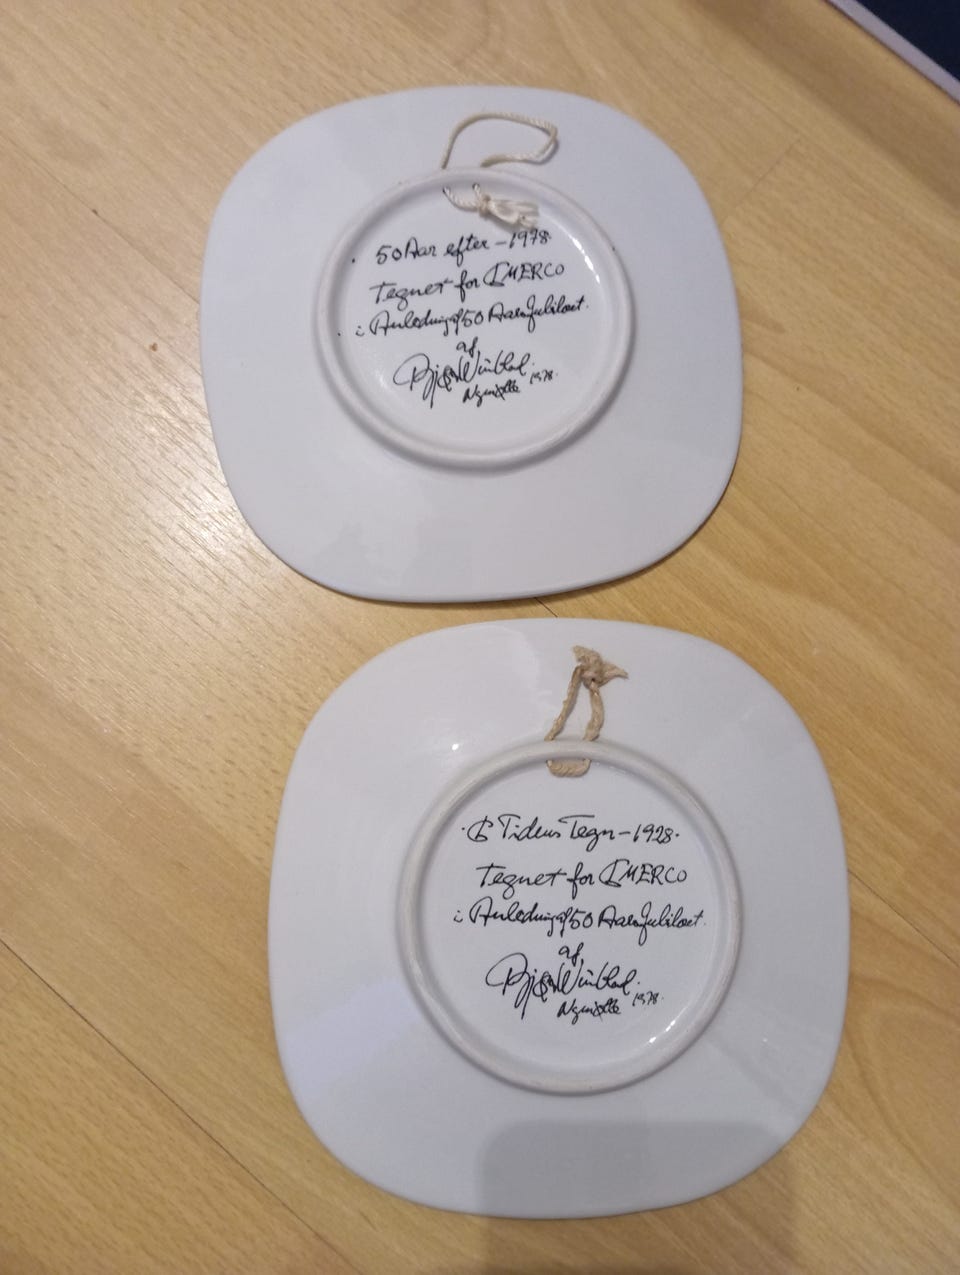 · 50 Aar efter – 1978 ·
Tegnet for IMERCO
i Anledning af 50 Aars Jubilæet.
af
Bjørn Wiinblad.
Nymølle 1978.
· I Tidens Tegn – 1928 ·
Tegnet for IMERCO
i Anledning af 50 Aars Jubilæet.
af
Bjørn Wiinblad.
Nymølle 1978.